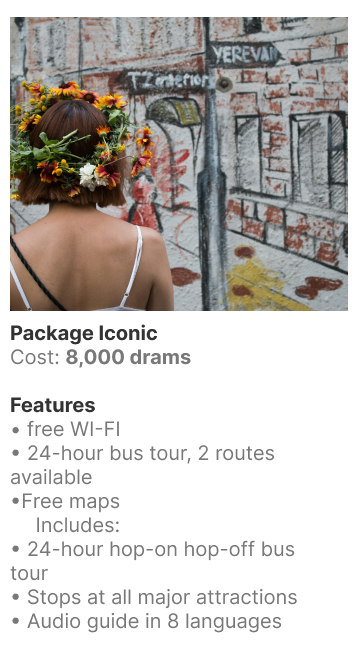 YEREVAN
TZ interior
Package Iconic
Cost: 8,000 drams
Features
• free WI-FI
• 24-hour bus tour, 2 routes
available
•Free maps
Includes:
• 24-hour hop-on hop-off bus
tour
• Stops at all major attractions
• Audio guide in 8 languages